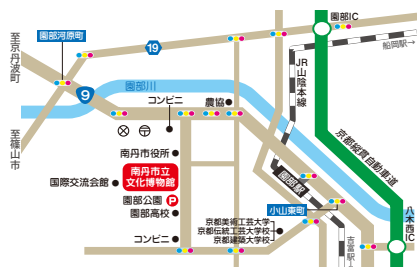 園部IC
園部河原町
至京丹波町
19
船岡駅→
JR山陰本線
園部川
9
コンビニ
農協
京都縦貫自動車道
至篠山市
南丹市役所
南丹市立
文化博物館
国際交流会館
園部公園 P
園部高校
園部駅
小山東町
八木西IC
京都美術工芸大学
京都伝統工芸大学校
京都建築大学校
コンビニ
吉富駅→